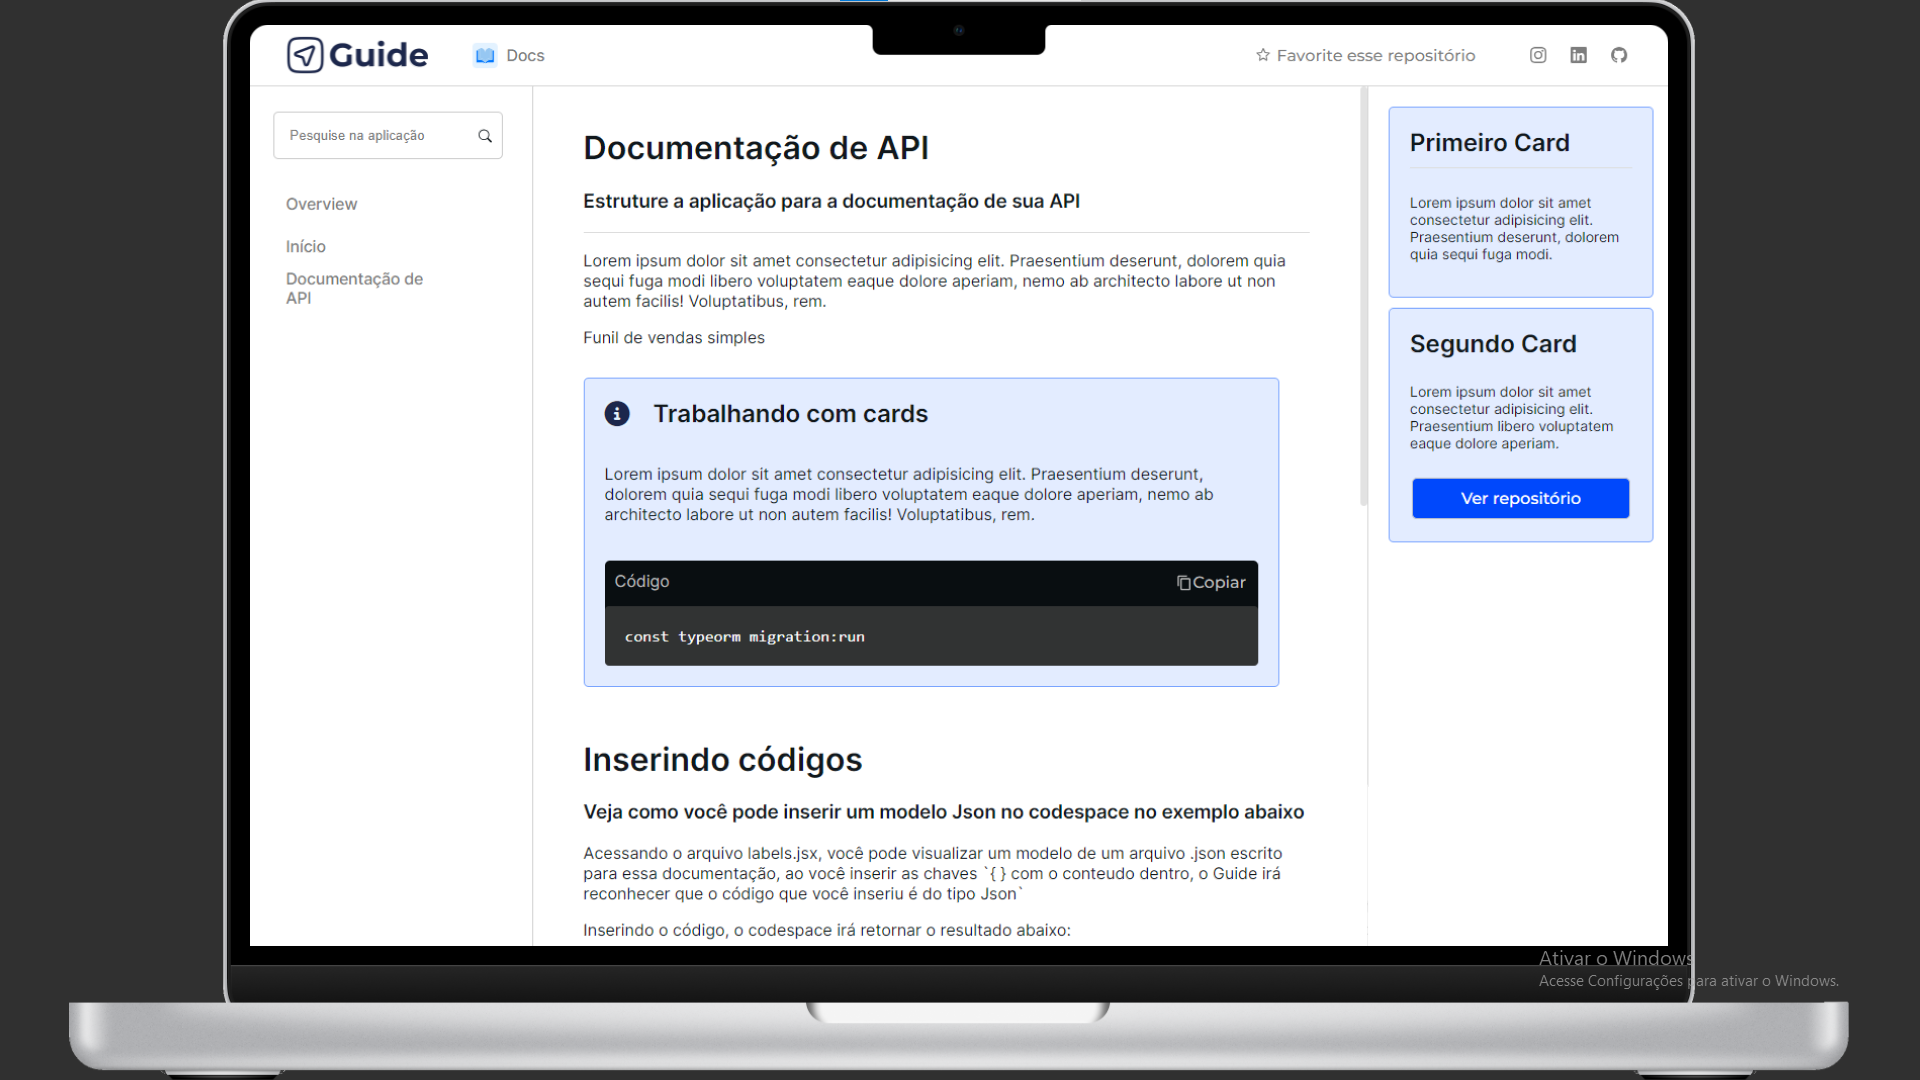 Guide
Docs
Favorite esse repositório
Pesquise na aplicação
Overview
Início
Documentação de
API
Documentação de API
Estruture a aplicação para a documentação de sua API
Lorem ipsum dolor sit amet consectetur adipisicing elit. Praesentium deserunt, dolorem quia
sequi fuga modi libero voluptatem eaque dolore aperiam, nemo ab architecto labore ut non
autem facilis! Voluptatibus, rem.
Funil de vendas simples
Trabalhando com cards
Lorem ipsum dolor sit amet consectetur adipisicing elit. Praesentium deserunt,
dolorem quia sequi fuga modi libero voluptatem eaque dolore aperiam, nemo ab
architecto labore ut non autem facilis! Voluptatibus, rem.
Código
Copiar
const typeorm migration:run
Inserindo códigos
Veja como você pode inserir um modelo Json no codespace no exemplo abaixo
Acessando o arquivo labels.jsx, você pode visualizar um modelo de um arquivo .json escrito
para essa documentação, ao você inserir as chaves `{ } com o conteudo dentro, o Guide irá
reconhecer que o código que você inseriu é do tipo Json`
Inserindo o código, o codespace irá retornar o resultado abaixo:
Primeiro Card
Lorem ipsum dolor sit amet
consectetur adipisicing elit.
Praesentium deserunt, dolorem
quia sequi fuga modi.
Segundo Card
Lorem ipsum dolor sit amet
consectetur adipisicing elit.
Praesentium libero voluptatem
eaque dolore aperiam.
Ver repositório
Ativar o Windows
Acesse Configurações para ativar o Windows.